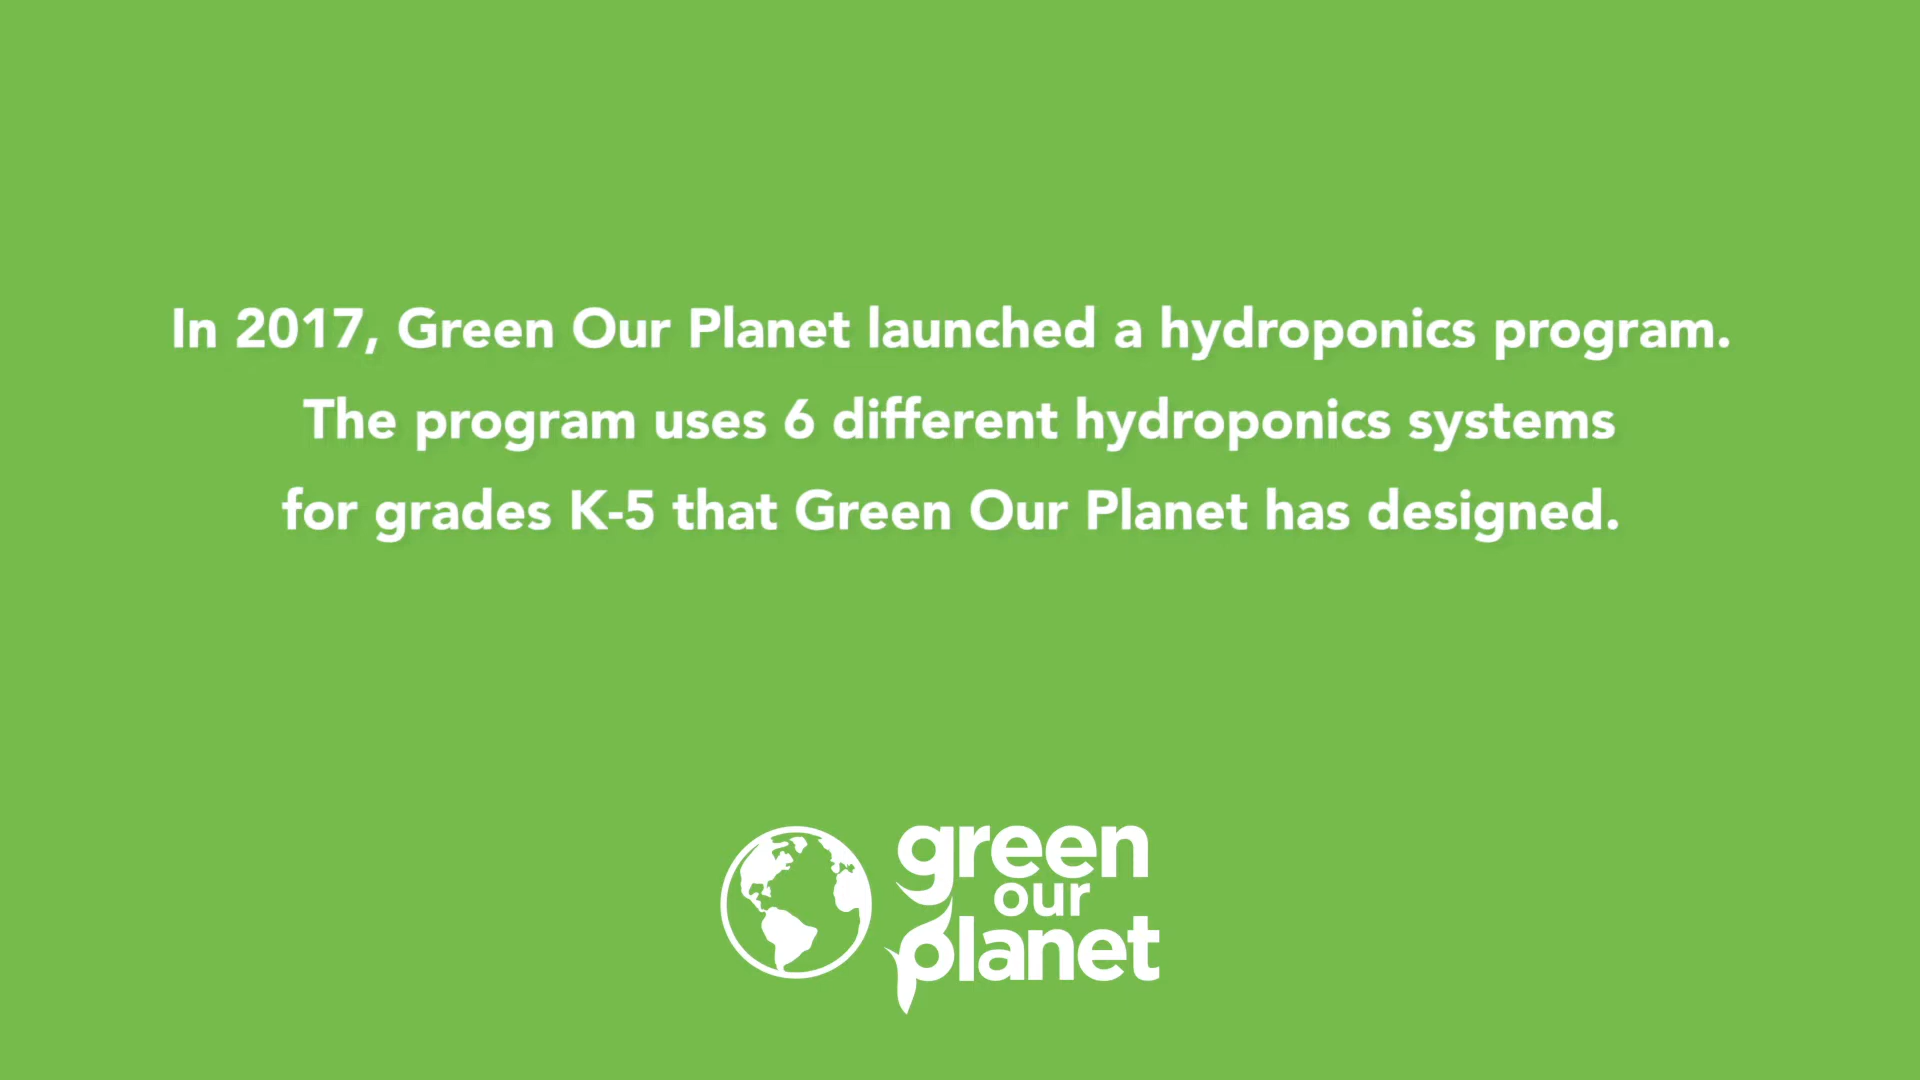 In 2017, Green Our Planet launched a hydroponics program.
The program uses 6 different hydroponics systems
for grades K-5 that Green Our Planet has designed.
green
our
planet